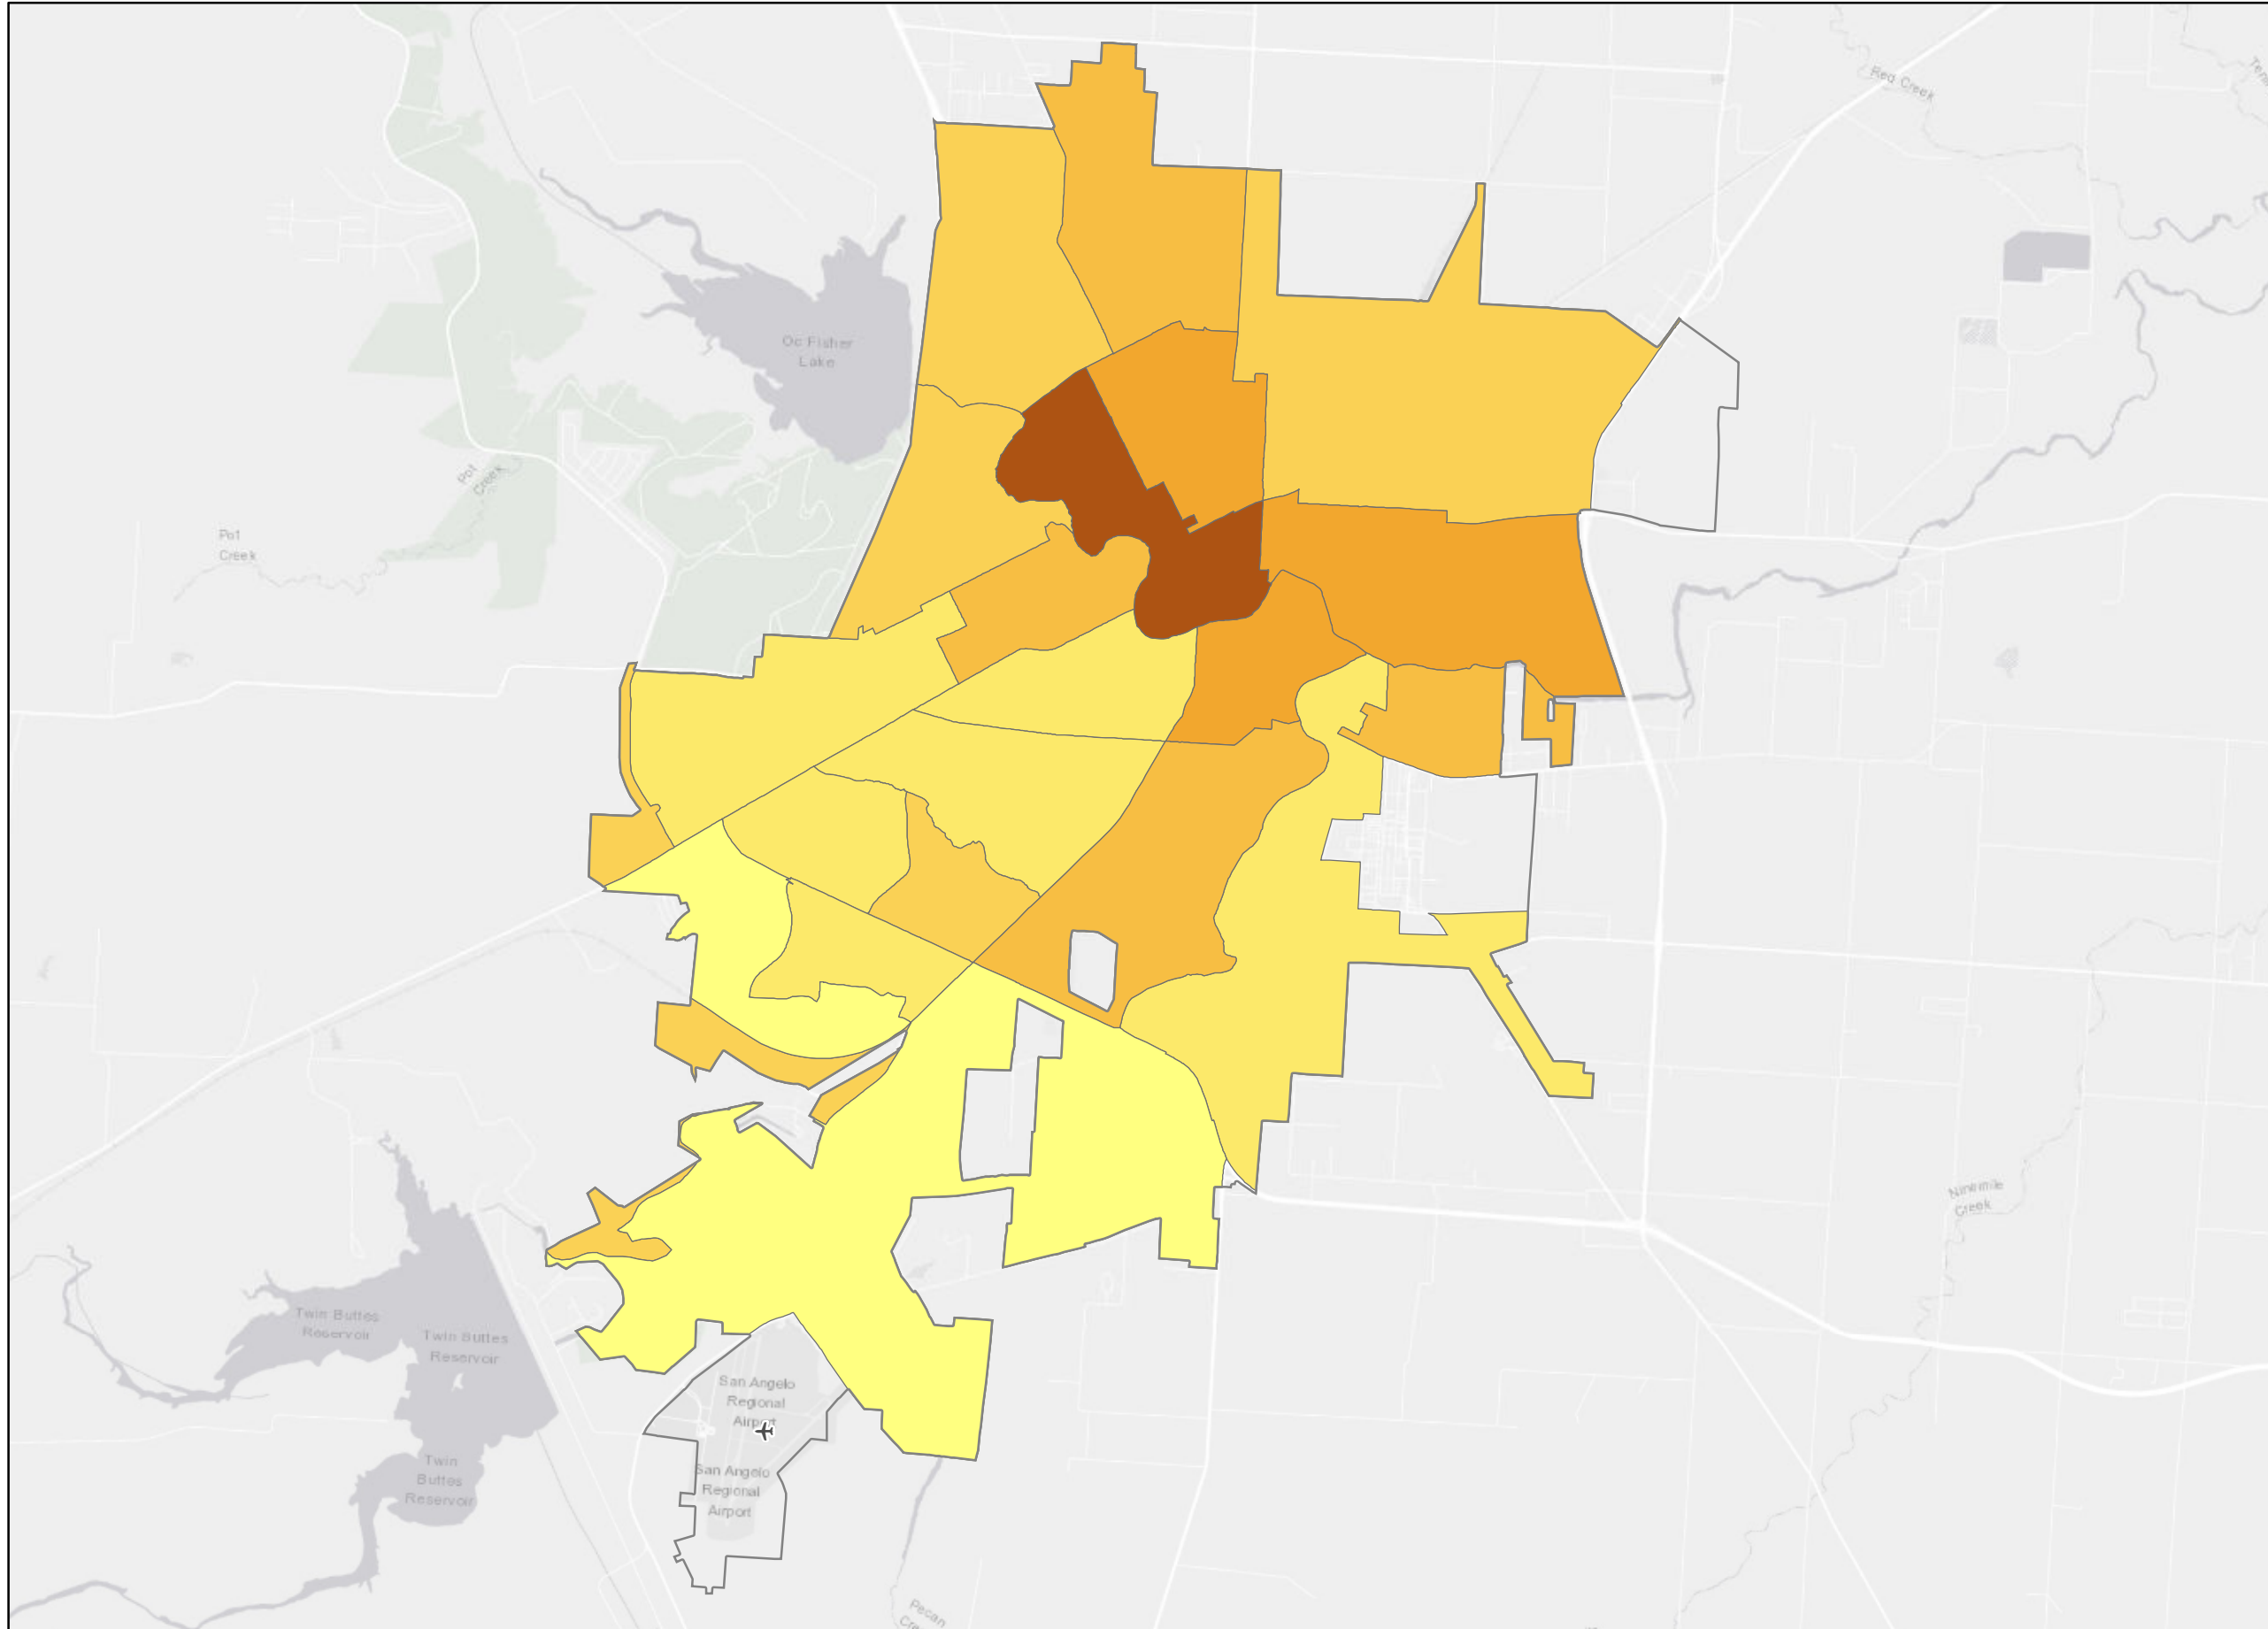 Red Creek
Oc Fisher
Lake
Pot
Creek
Pot
Creek
Ninemile
Creek
Twin Buttes
Reservoir
Twin Buttes
Reservoir
San Angelo
Regional
Airport
Twin
Buttes
Reservoir
San Angelo
Regional
Airport
Pecan